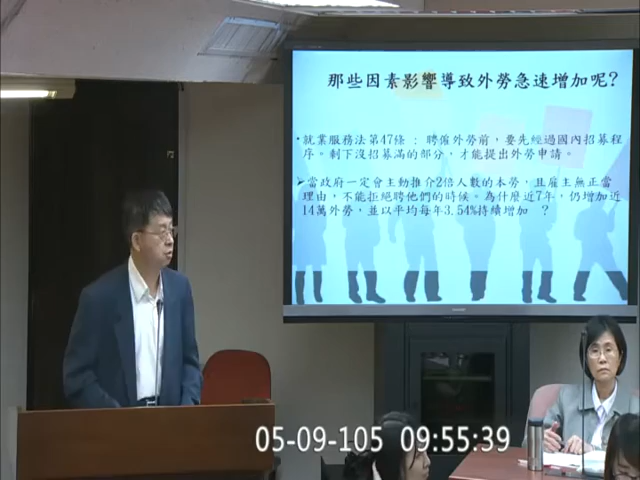 那些因素影響導致外勞急速增加呢?
•就業服務法第47條 : 聘僱外勞前，要先經過國內招募程
序。剩下沒招募滿的部分，才能提出外勞申請。
➢當政府一定會主動推介2倍人數的本勞，且雇主無正當
理由，不能拒絕聘他們的時候。為什麼近7年，仍增加近
14萬外勞，並以平均每年3.54%持續增加 ？
05-09-105 09:55:39